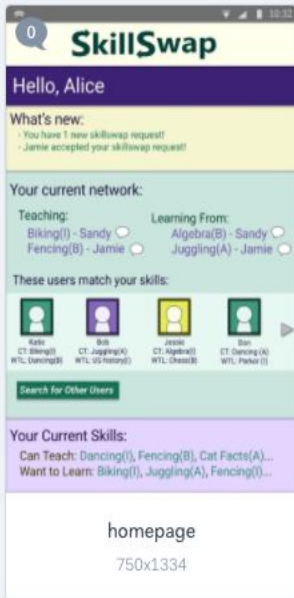 10:32
0
SkillSwap
Hello, Alice
What's new:
- You have 1 new skillswap request!
- Jamie accepted your skillswap request!
Your current network:
Teaching:
Biking(I) - Sandy
Fencing(B) - Jamie
Learning From:
Algebra(B) - Sandy
Juggling(A) - Jamie
These users match your skills:
Katie
CT: Biking(I)
WTL: Dancing(B)
Bob
CT: Juggling(A)
WTL: US history(I)
Jessie
CT: Algebra(I)
WTL: Chess(B)
Dan
CT: Dancing (A)
WTL: Parkor (I)
Search for Other Users
Your Current Skills:
Can Teach: Dancing(I), Fencing(B), Cat Facts(A)...
Want to Learn: Biking(I), Juggling(A), Fencing(I)...
homepage
750x1334